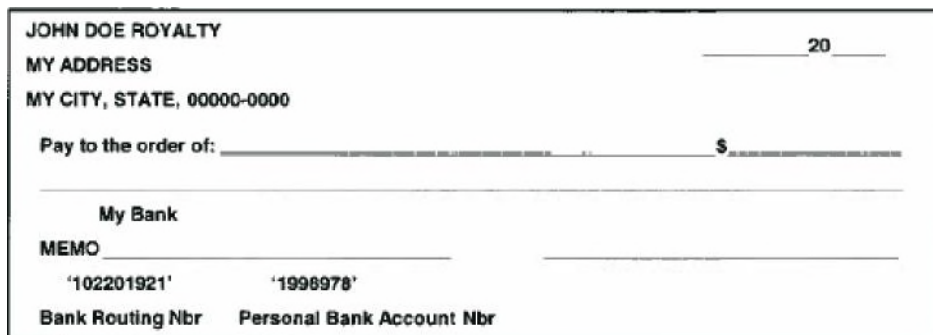 JOHN DOE ROYALTY
20
MY ADDRESS
MY CITY, STATE, 00000-0000
Pay to the order of: $
My Bank
MEMO
'102201921' '1998978'
Bank Routing Nbr Personal Bank Account Nbr